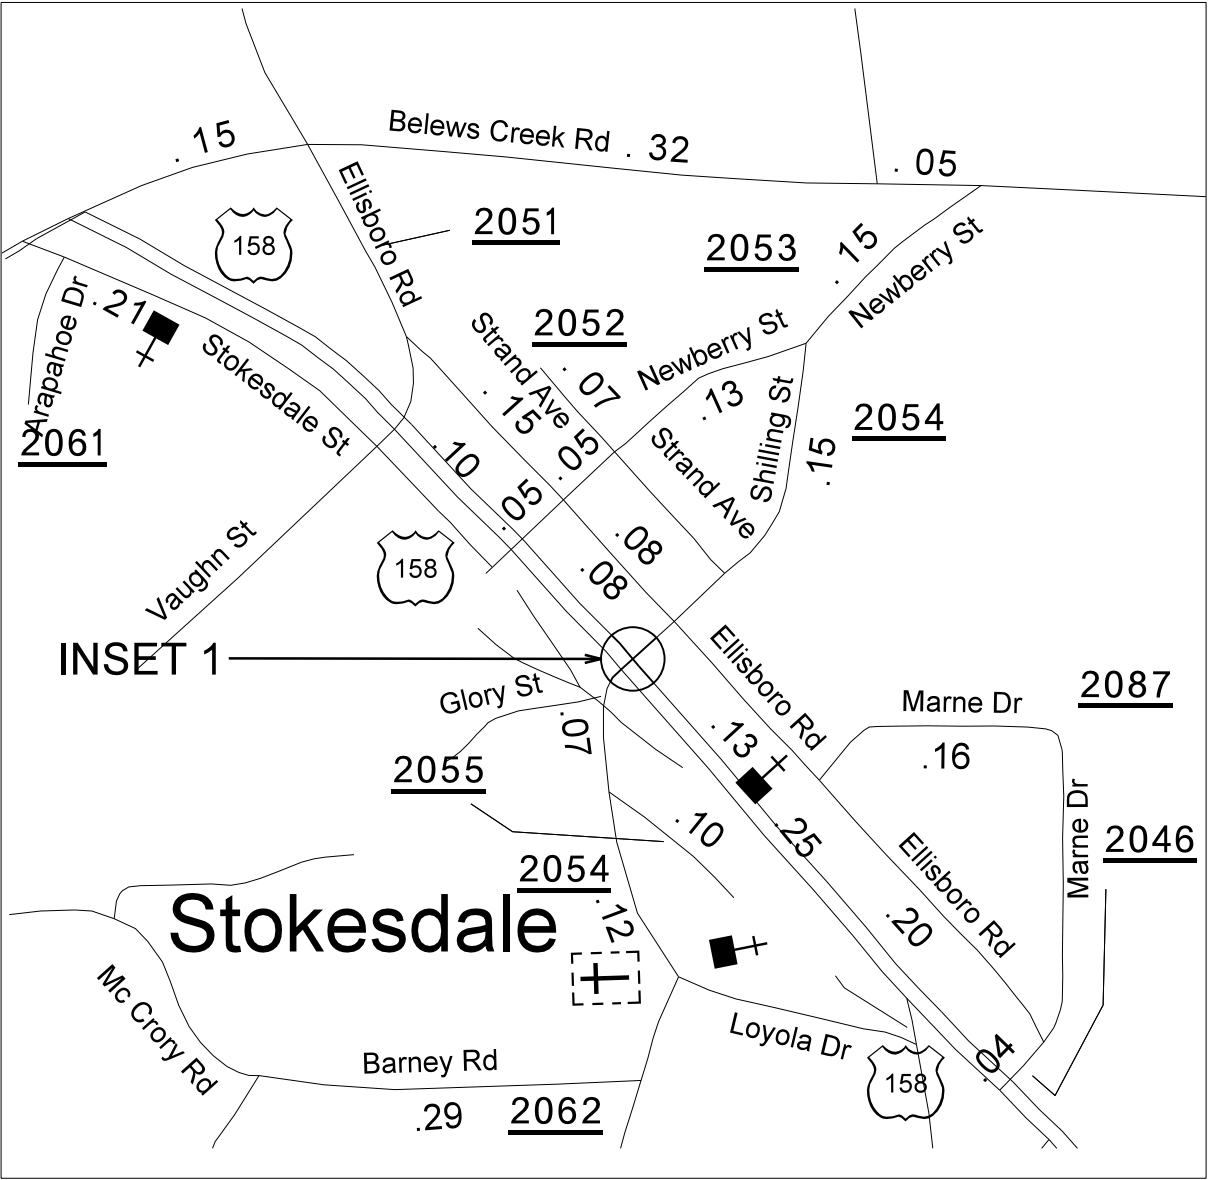 Belews Creek Rd
.15
.32
.05
Ellisboro Rd
2051
158
2053
.15
Newberry St
Arapahoe Dr
.21
Stokesdale St
2061
Strand Ave
2052
.07
.15
Newberry St
.13
2054
Shilling St
.15
Strand Ave
.10
.05
.05
.08
.08
158
Vaughn St
INSET 1
Glory St
.07
2055
Ellisboro Rd
.13
Marne Dr
2087
.16
Marne Dr
2046
.10
.25
Ellisboro Rd
.20
2054
.12
Stokesdale
Mc Crory Rd
Loyola Dr
158
.04
Barney Rd
.29
2062